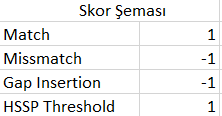 Skor Şeması
Match 1
Missmatch -1
Gap Insertion -1
HSSP Threshold 1